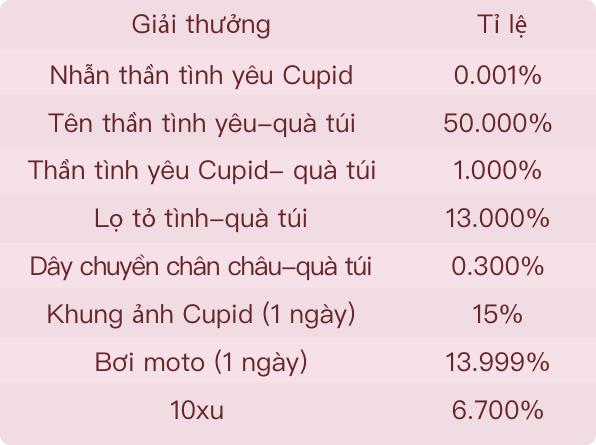 Giải thưởng Tỉ lệ
Nhẫn thần tình yêu Cupid 0.001%
Tên thần tình yêu-quà túi 50.000%
Thần tình yêu Cupid- quà túi 1.000%
Lọ tỏ tình-quà túi 13.000%
Dây chuyền chân châu-quà túi 0.300%
Khung ảnh Cupid (1 ngày) 15%
Bơi moto (1 ngày) 13.999%
10xu 6.700%